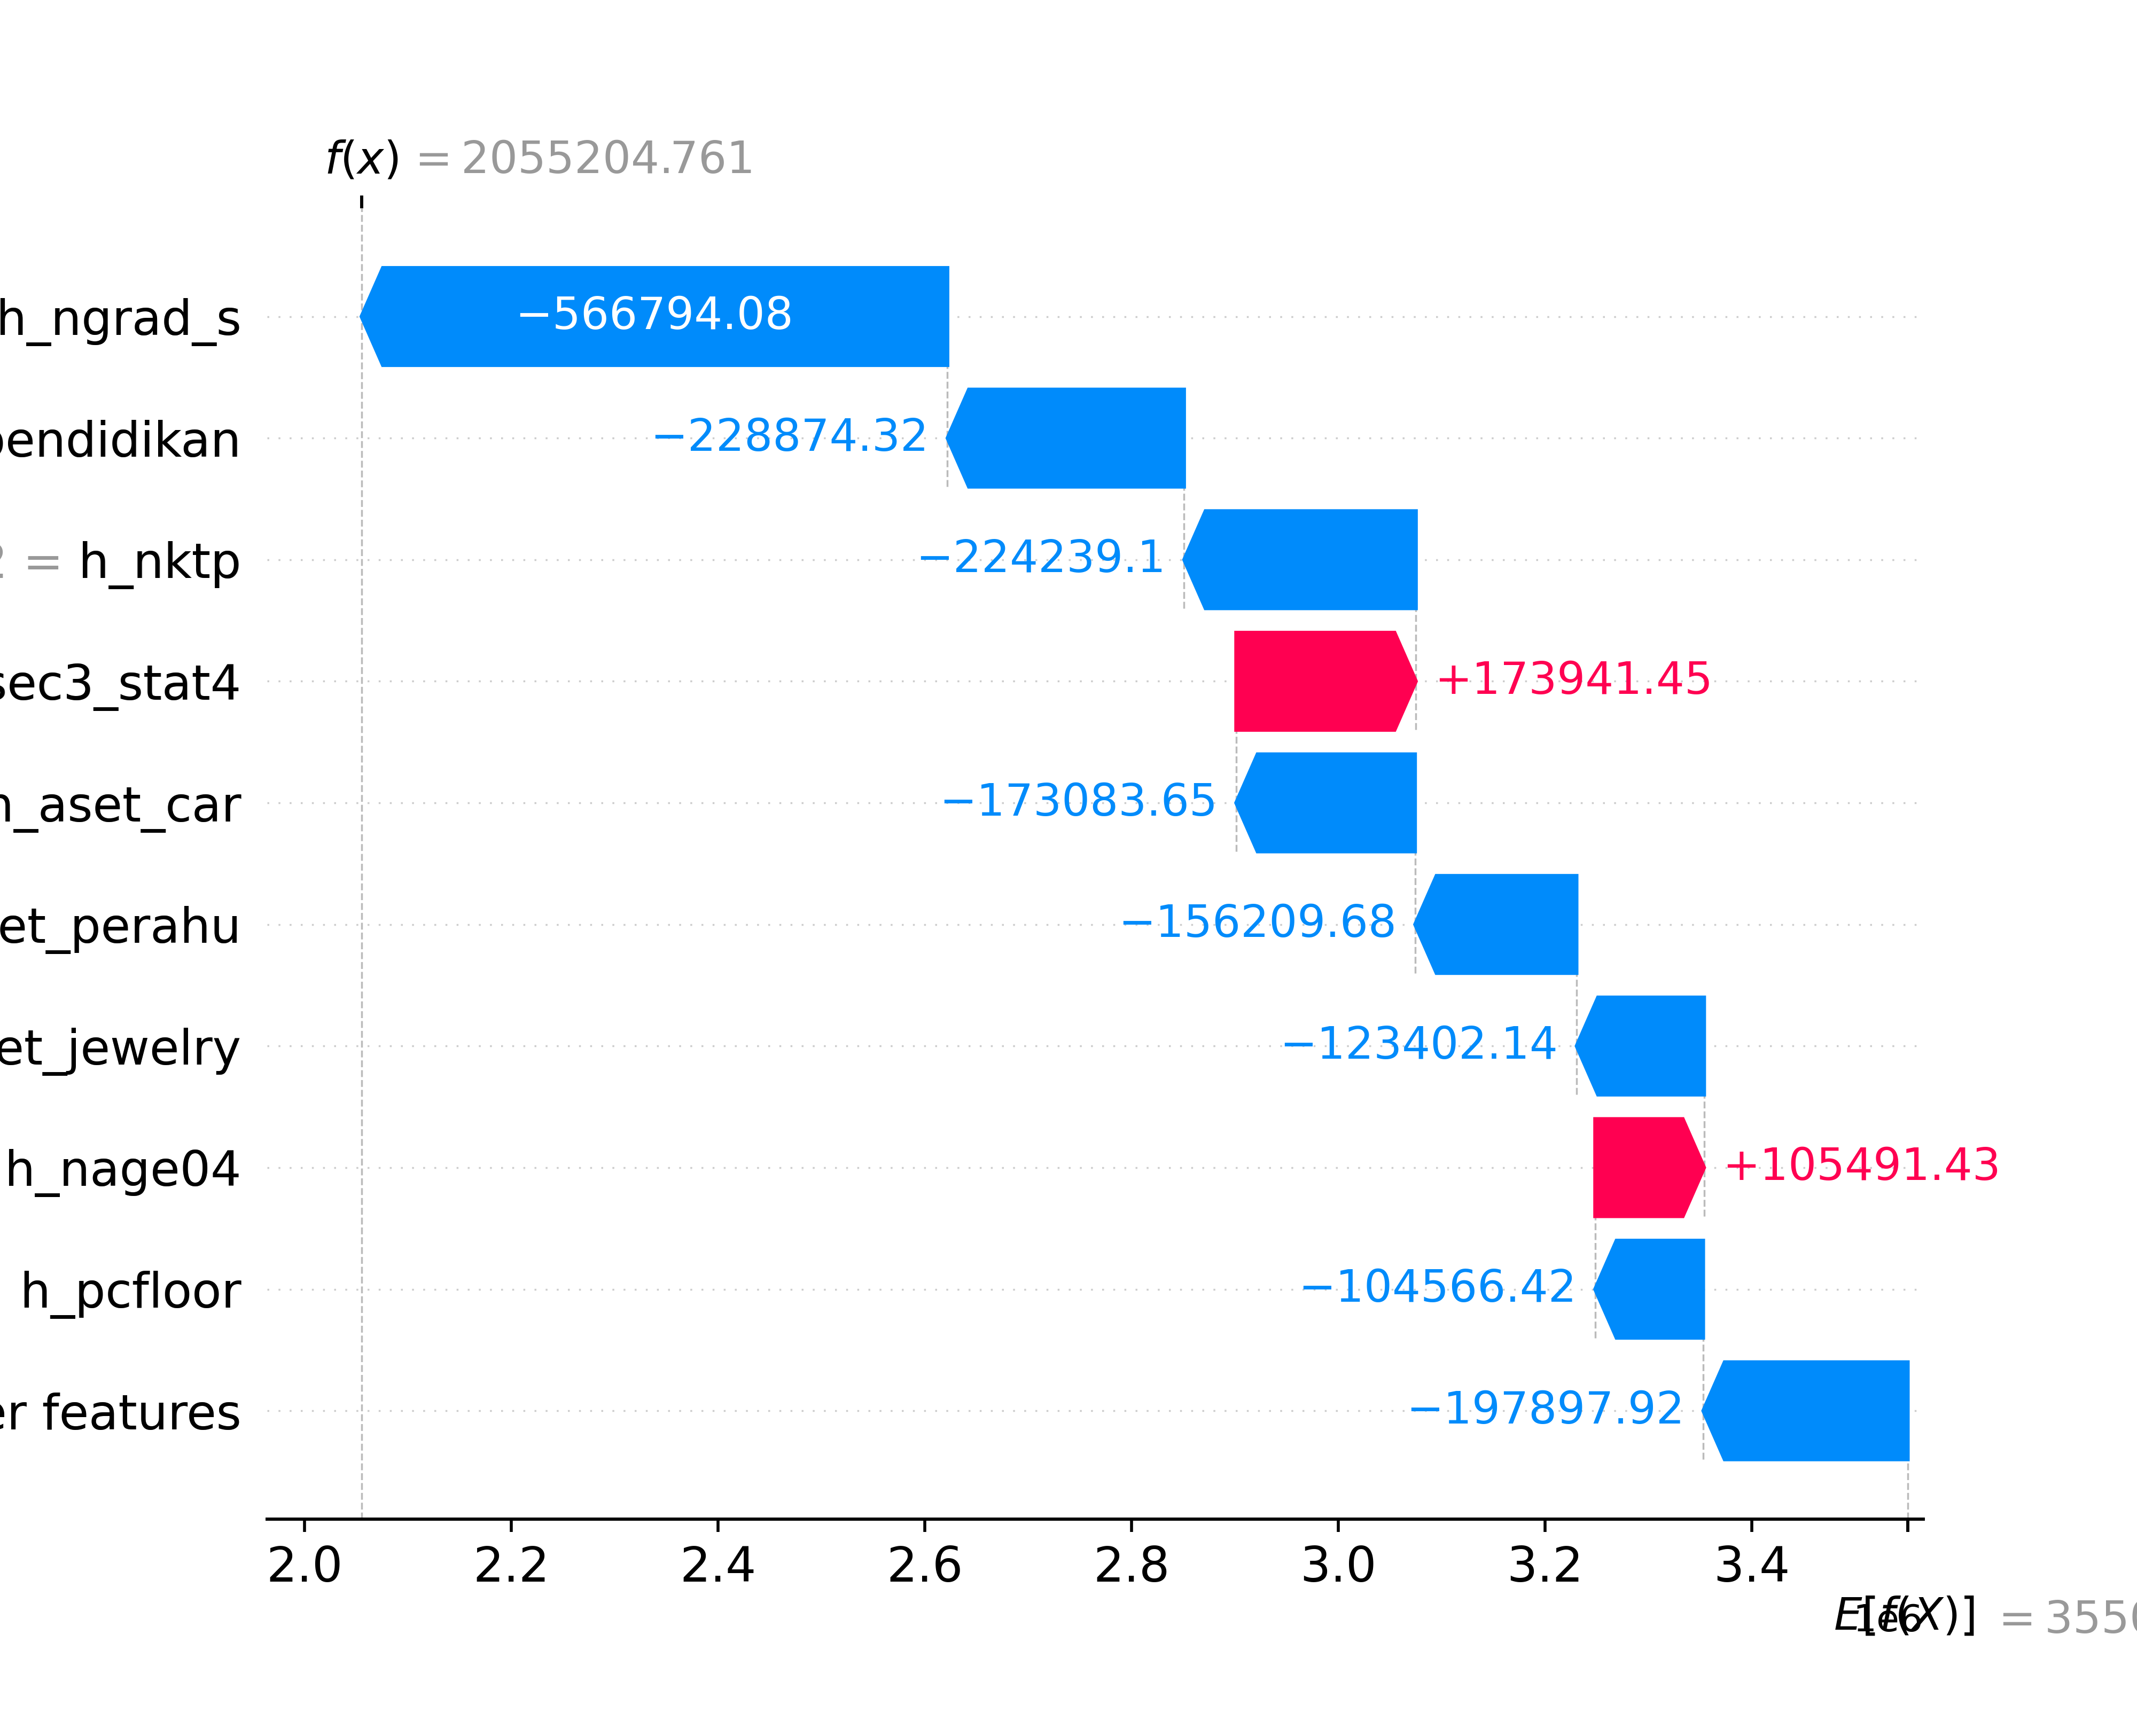 f(x) = 2055204.761
h_ngrad_s −566794.08
pendidikan −228874.32
= h_nktp −224239.1
sec3_stat4 +173941.45
_aset_car −173083.65
et_perahu −156209.68
et_jewelry −123402.14
h_nage04 +105491.43
h_pcfloor −104566.42
er features −197897.92
2.0 2.2 2.4 2.6 2.8 3.0 3.2 3.4
1e6
E[f(X)] = 355